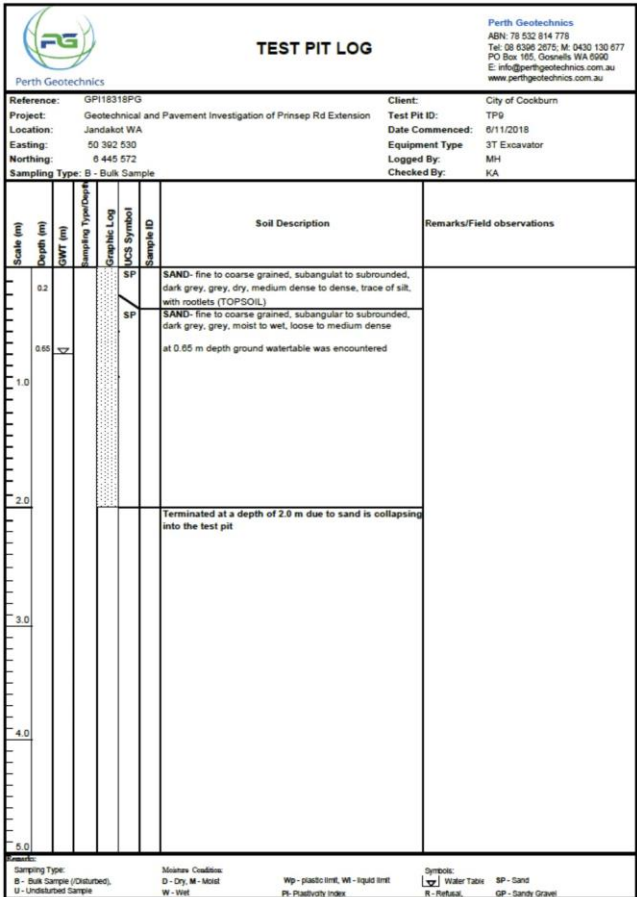 PG
Perth Geotechnics
TEST PIT LOG
Perth Geotechnics
ABN: 78 532 814 778
Tel: 08 6396 2675; M: 0430 130 677
PO Box 165, Gosnells WA 6990
E: info@perthgeotechnics.com.au
www.perthgeotechnics.com.au
Reference: GPI18318PG Client: City of Cockburn
Project: Geotechnical and Pavement Investigation of Prinsep Rd Extension Test Pit ID: TP9
Location: Jandakot WA Date Commenced: 6/11/2018
Easting: 50 392 530 Equipment Type 3T Excavator
Northing: 6 445 572 Logged By: MH
Sampling Type: B - Bulk Sample Checked By: KA
Scale (m) Depth (m) GWT (m) Sampling Type/Depth Graphic Log UCS Symbol Sample ID Soil Description Remarks/Field observations
SP SAND- fine to coarse grained, subangulat to subrounded,
0.2 dark grey, grey, dry, medium dense to dense, trace of silt,
with rootlets (TOPSOIL)
SP SAND- fine to coarse grained, subangular to subrounded,
dark grey, grey, moist to wet, loose to medium dense
0.65 at 0.65 m depth ground watertable was encountered
1.0
2.0
Terminated at a depth of 2.0 m due to sand is collapsing
into the test pit
3.0
4.0
5.0
Remarks:
Sampling Type: Moisture Condition: Symbols:
B - Bulk Sample (/Disturbed), D - Dry, M - Moist Wp - plastic limit, Wl - liquid limit Water Table SP - Sand
U - Undisturbed Sample W - Wet PI- Plastivity Index R - Refusal, GP - Sandy Gravel